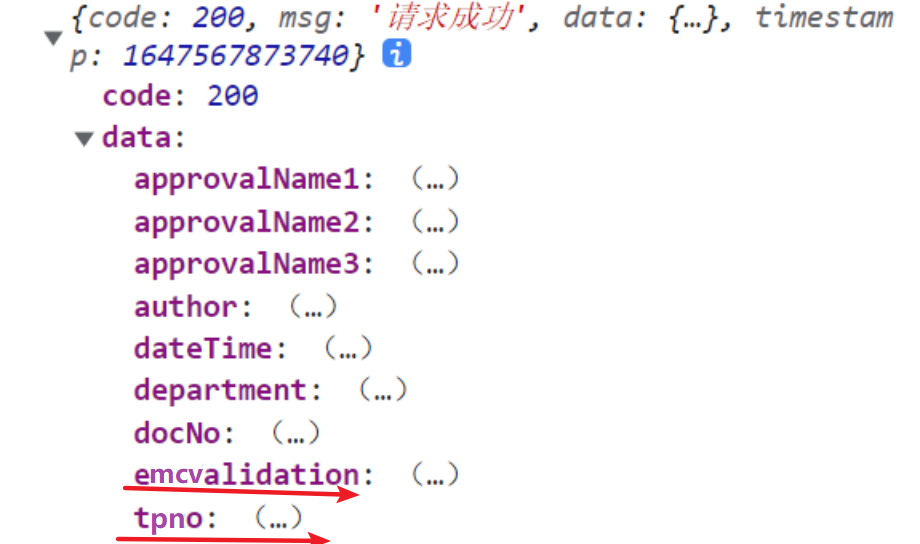 {code: 200, msg: '请求成功', data: {…}, timestam
p: 1647567873740} i
code: 200
data:
approvalName1: (…)
approvalName2: (…)
approvalName3: (…)
author: (…)
dateTime: (…)
department: (…)
docNo: (…)
emcvalidation: (…)
tpno: (…)